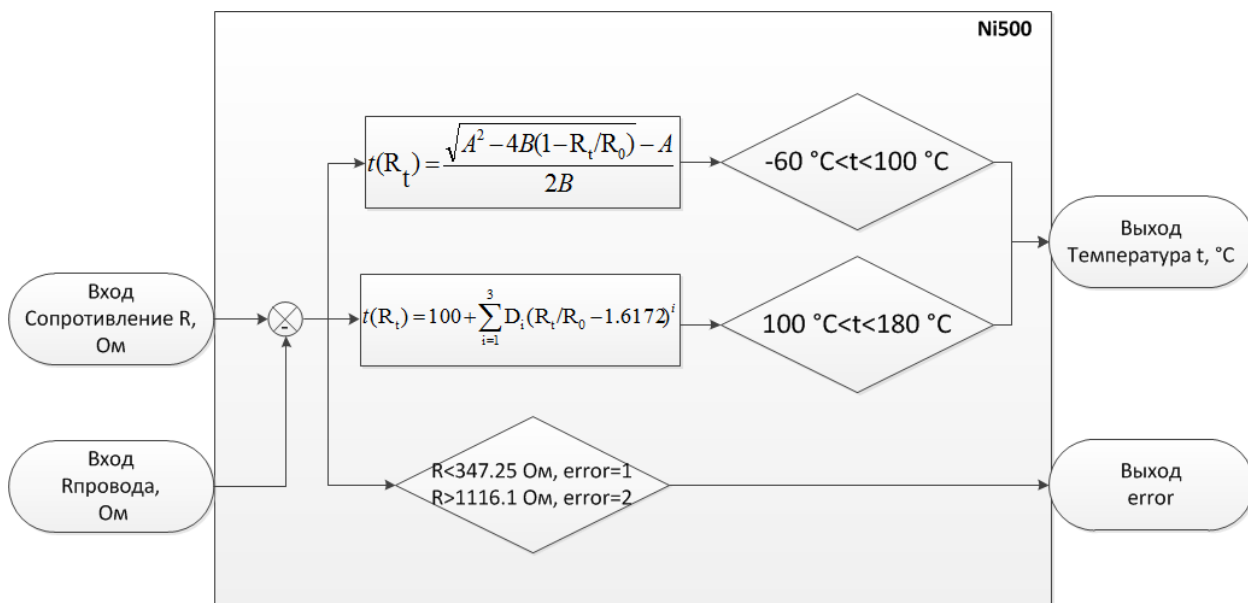 Ni500
t(R_t) = (√(A² − 4B(1 − R_t/R_0)) − A) / 2B
-60 °C<t<100 °C
Выход
Температура t, °C
Вход
Сопротивление R,
Ом
-
t(R_t) = 100 + ∑_{i=1}^{3} D_i(R_t/R_0 − 1.6172)^i
100 °C<t<180 °C
Вход
Rпровода,
Ом
R<347.25 Ом, error=1
R>1116.1 Ом, error=2
Выход
error